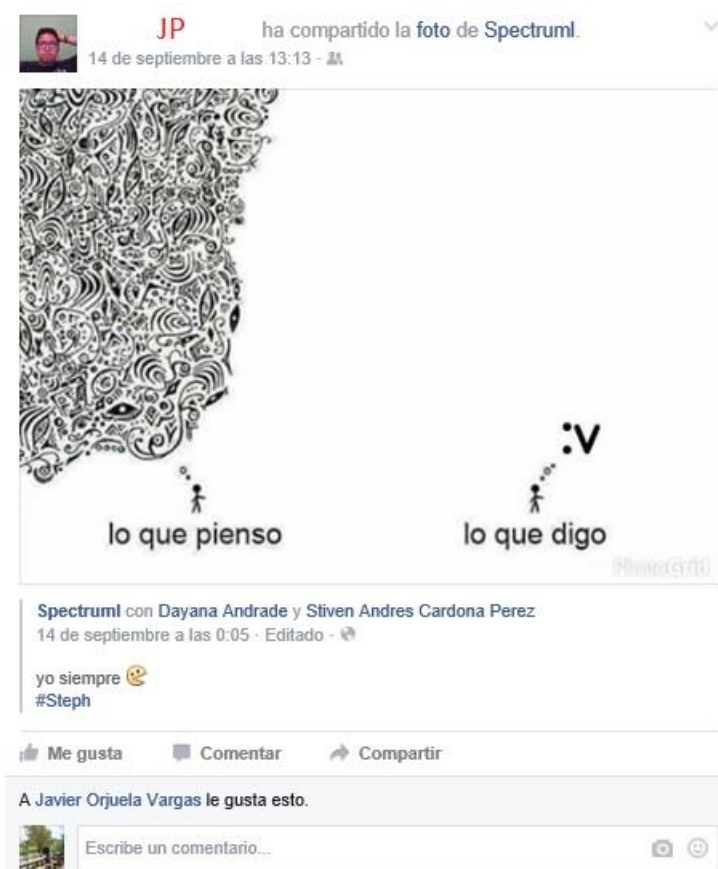 JP ha compartido la foto de Spectruml.
14 de septiembre a las 13:13 ·
:v
lo que pienso lo que digo
PhotoGrid
Spectruml con Dayana Andrade y Stiven Andres Cardona Perez
14 de septiembre a las 0:05 · Editado ·
yo siempre
#Steph
Me gusta Comentar Compartir
A Javier Orjuela Vargas le gusta esto.
Escribe un comentario...